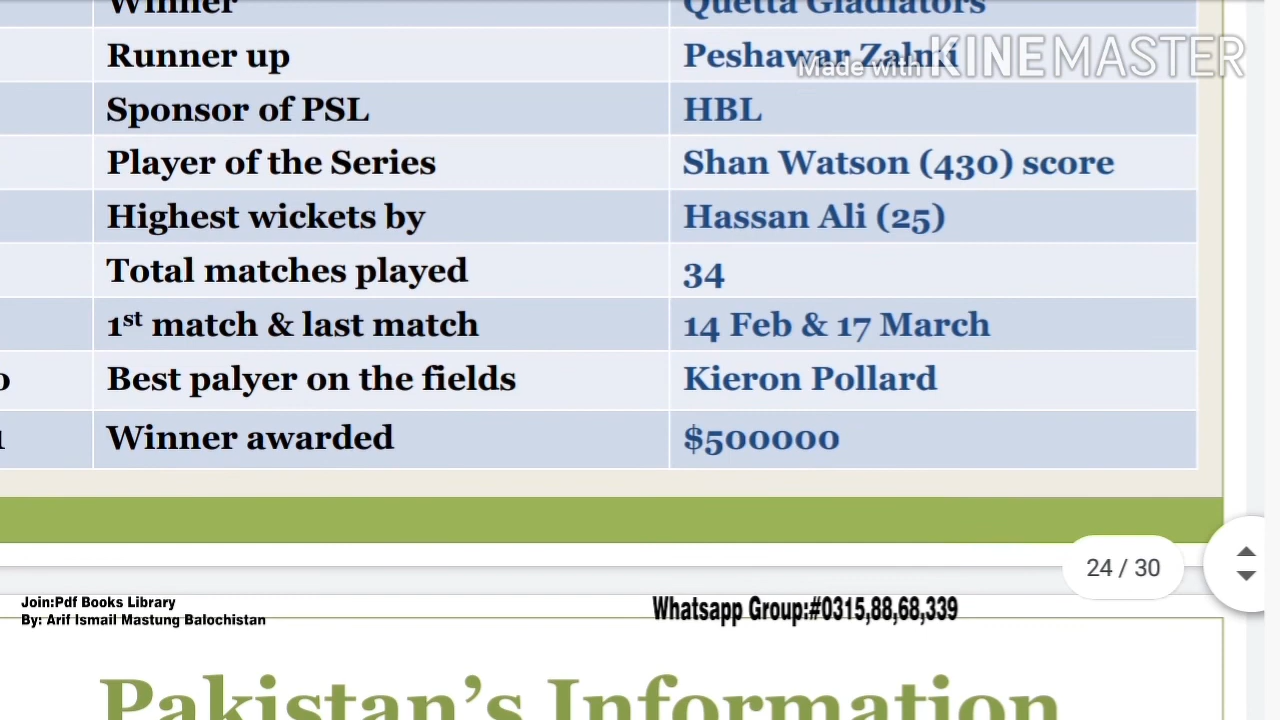 Winner Quetta Gladiators
Runner up Peshawar Zalmi
Made with KINEMASTER
Sponsor of PSL HBL
Player of the Series Shan Watson (430) score
Highest wickets by Hassan Ali (25)
Total matches played 34
1st match & last match 14 Feb & 17 March
Best palyer on the fields Kieron Pollard
Winner awarded $500000
24 / 30
Join:Pdf Books Library
By: Arif Ismail Mastung Balochistan
Whatsapp Group:#0315,88,68,339
Pakistan's Information